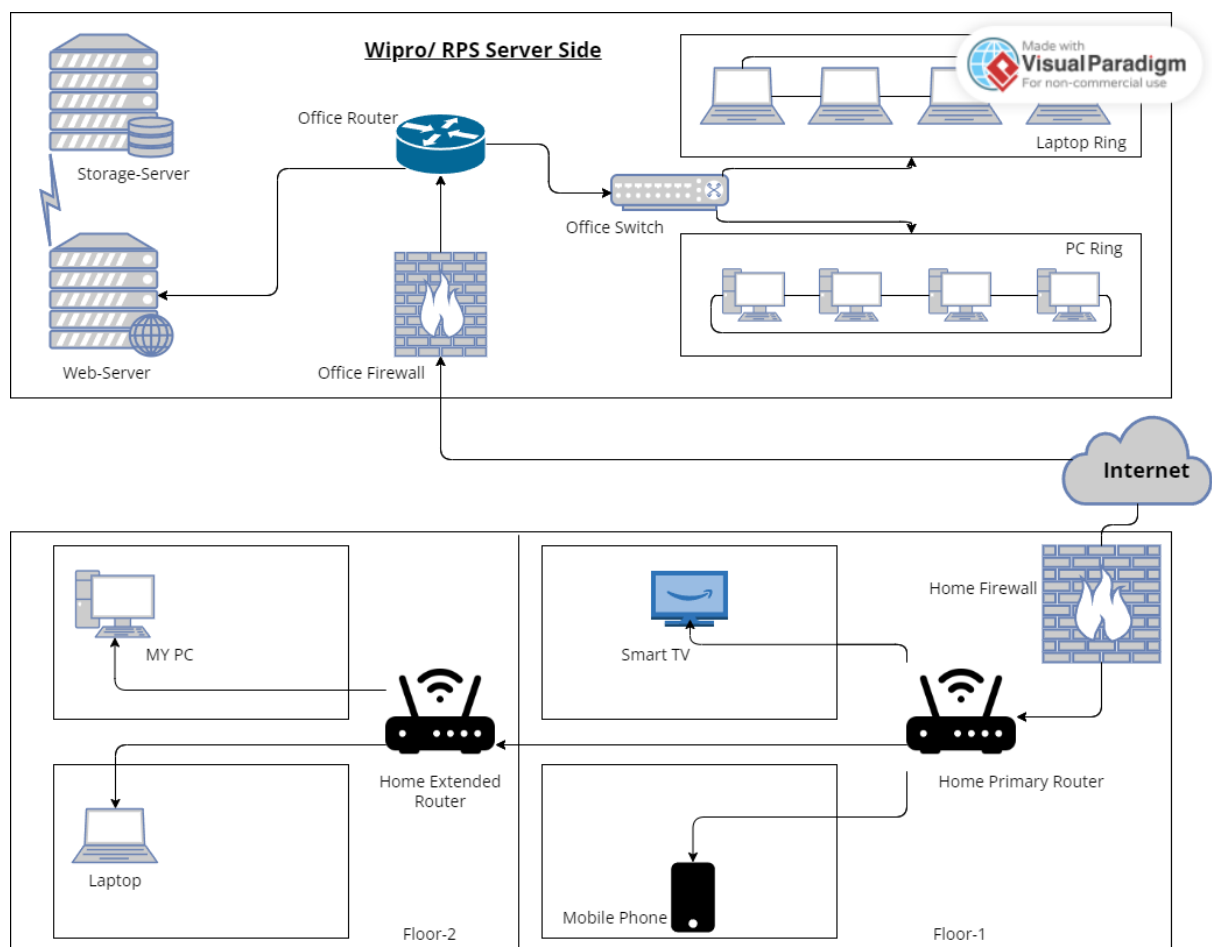 Wipro/ RPS Server Side
Made with
Visual Paradigm
For non-commercial use
Office Router
Laptop Ring
Storage-Server
Office Switch
PC Ring
Web-Server
Office Firewall
Internet
Home Firewall
MY PC
Smart TV
Home Extended
Router
Home Primary Router
Laptop
Mobile Phone
Floor-2
Floor-1